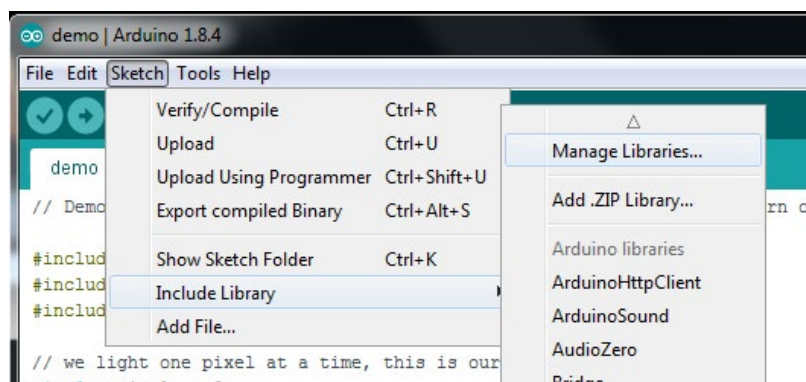 demo | Arduino 1.8.4
File Edit Sketch Tools Help
Verify/Compile Ctrl+R
Upload Ctrl+U
Upload Using Programmer Ctrl+Shift+U
Export compiled Binary Ctrl+Alt+S
Show Sketch Folder Ctrl+K
Include Library
Add File...
Manage Libraries...
Add .ZIP Library...
Arduino libraries
ArduinoHttpClient
ArduinoSound
AudioZero
Bridge
demo
// Demo
rn o
#includ
#includ
#includ
// we light one pixel at a time, this is our